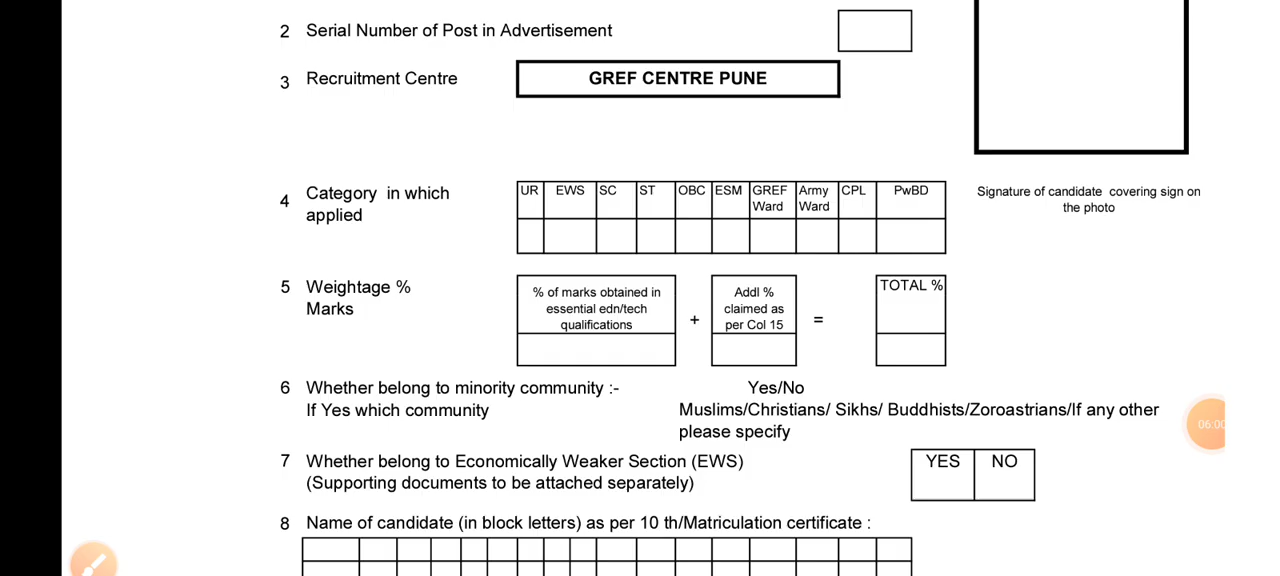 2 Serial Number of Post in Advertisement
3 Recruitment Centre GREF CENTRE PUNE
4 Category in which applied
UR EWS SC ST OBC ESM GREF Ward Army Ward CPL PwBD
Signature of candidate covering sign on
the photo
5 Weightage %
Marks
% of marks obtained in
essential edn/tech
qualifications
+
Addl %
claimed as
per Col 15
=
TOTAL %
6 Whether belong to minority community :- Yes/No
If Yes which community Muslims/Christians/ Sikhs/ Buddhists/Zoroastrians/If any other
please specify
06:00
7 Whether belong to Economically Weaker Section (EWS) YES NO
(Supporting documents to be attached separately)
8 Name of candidate (in block letters) as per 10 th/Matriculation certificate :